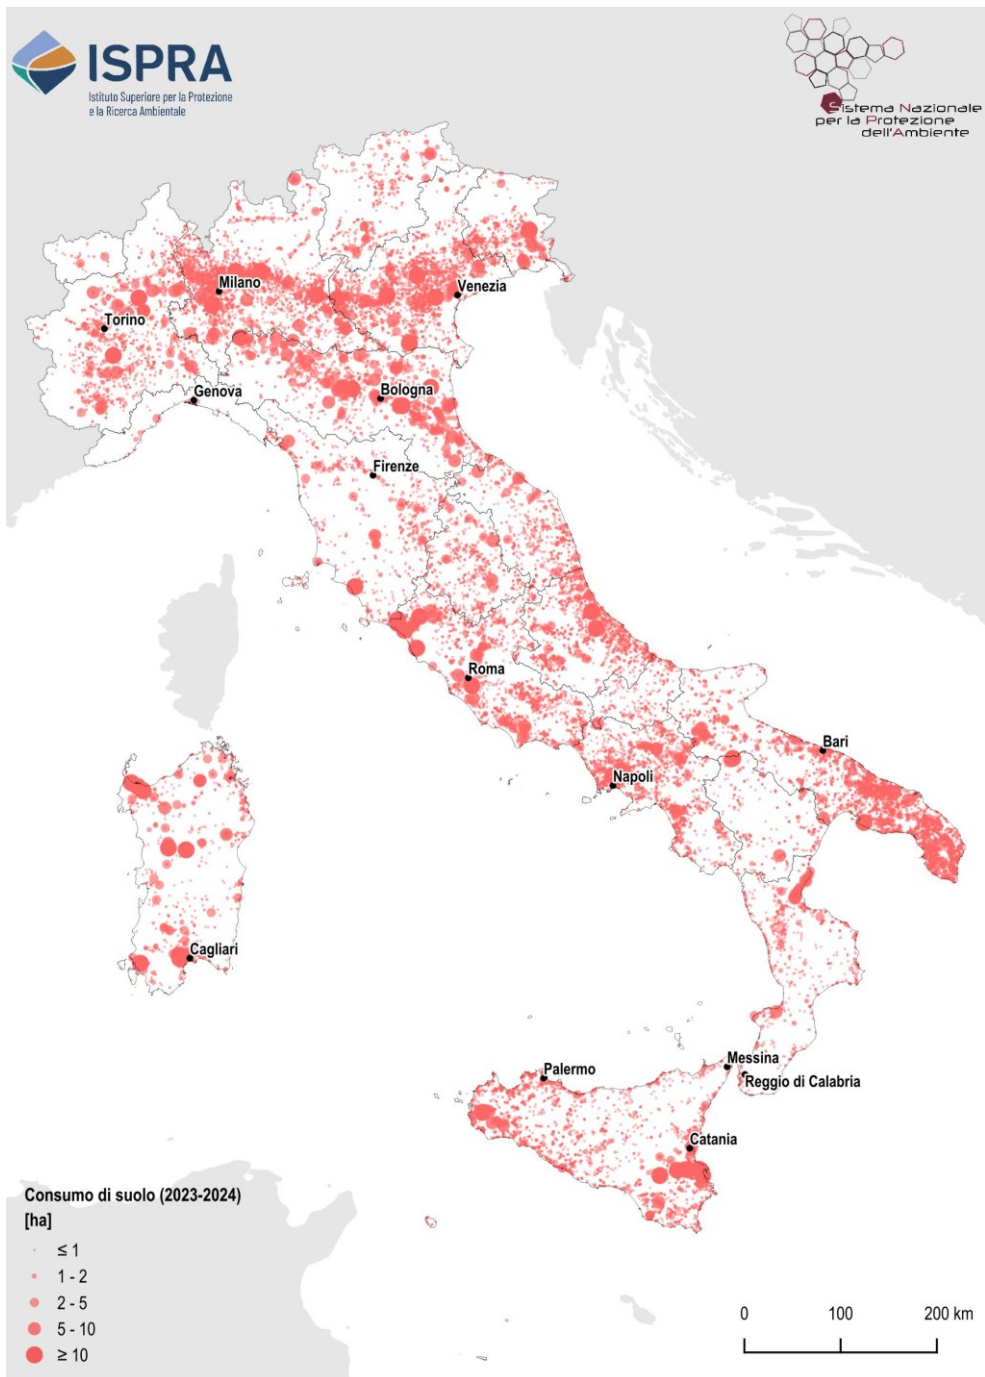 ISPRA
Istituto Superiore per la Protezione
e la Ricerca Ambientale
Sistema Nazionale
per la Protezione
dell'Ambiente
Milano
Venezia
Torino
Genova
Bologna
Firenze
Roma
Bari
Napoli
Cagliari
Messina
Palermo
Reggio di Calabria
Catania
Consumo di suolo (2023-2024)
[ha]
≤ 1
1 - 2
2 - 5
5 - 10
≥ 10
0 100 200 km